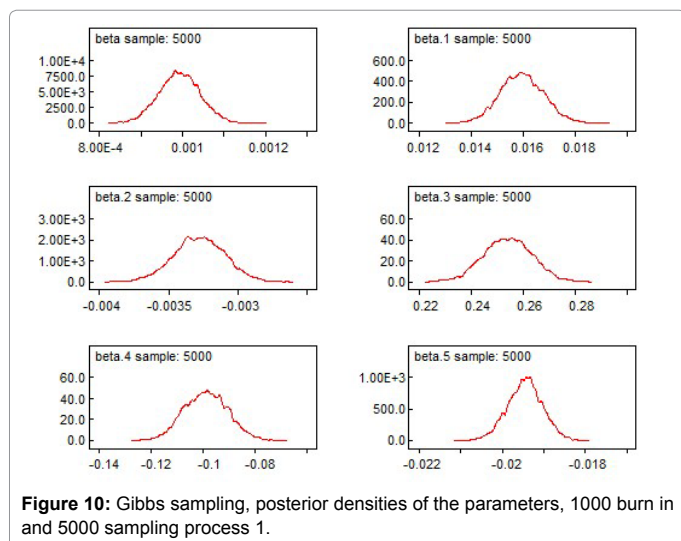 beta sample: 5000
1.00E+4
7500.0
5.00E+3
2500.0
0.0
8.00E-4 0.001 0.0012
beta.1 sample: 5000
600.0
400.0
200.0
0.0
0.012 0.014 0.016 0.018
beta.2 sample: 5000
3.00E+3
2.00E+3
1.00E+3
0.0
-0.004 -0.0035 -0.003
beta.3 sample: 5000
60.0
40.0
20.0
0.0
0.22 0.24 0.26 0.28
beta.4 sample: 5000
60.0
40.0
20.0
0.0
-0.14 -0.12 -0.1 -0.08
beta.5 sample: 5000
1.00E+3
500.0
0.0
-0.022 -0.02 -0.018
Figure 10: Gibbs sampling, posterior densities of the parameters, 1000 burn in
and 5000 sampling process 1.